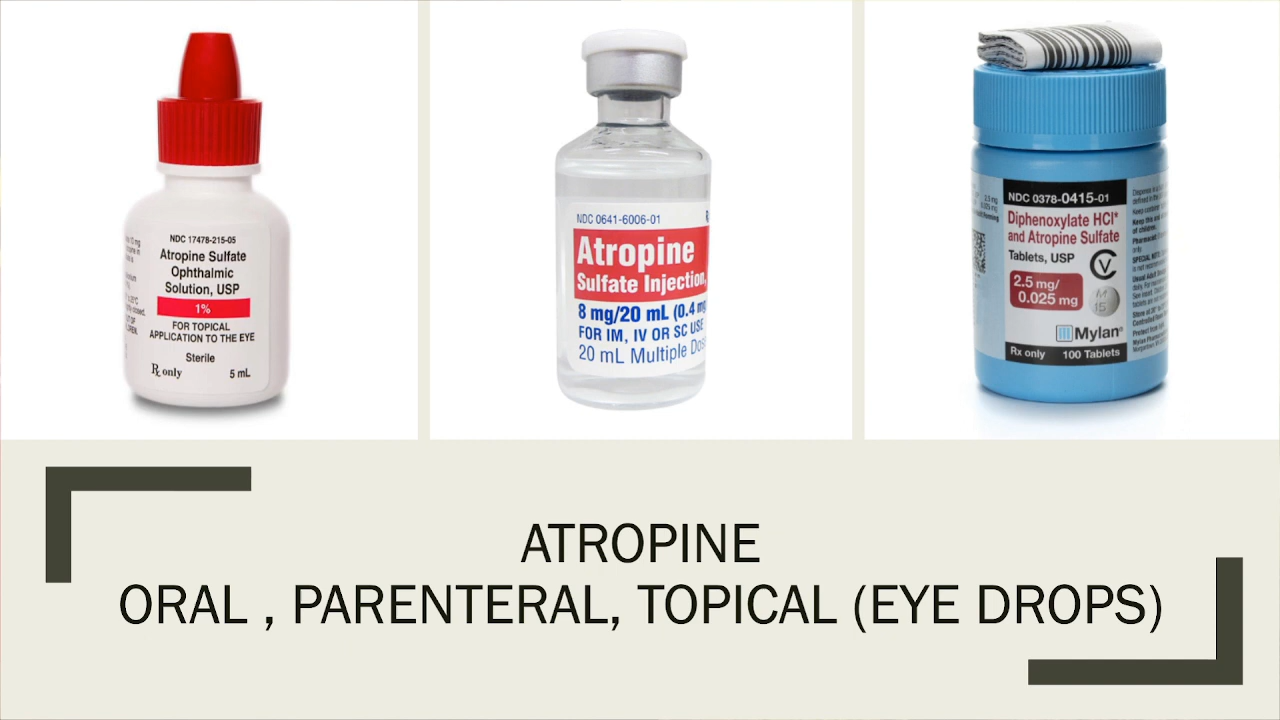 NDC 17478-215-05
Atropine Sulfate
Ophthalmic
Solution, USP
1%
FOR TOPICAL
APPLICATION TO THE EYE
Sterile
Rx only 5 mL
NDC 0641-6006-01
Atropine
Sulfate Injection,
8 mg/20 mL (0.4 mg
FOR IM, IV OR SC USE
20 mL Multiple
NDC 0378-0415-01
Diphenoxylate HCl*
and Atropine Sulfate
Tablets, USP
CV
2.5 mg/
0.025 mg
M
15
Mylan®
Rx only 100 Tablets
ATROPINE
ORAL , PARENTERAL, TOPICAL (EYE DROPS)